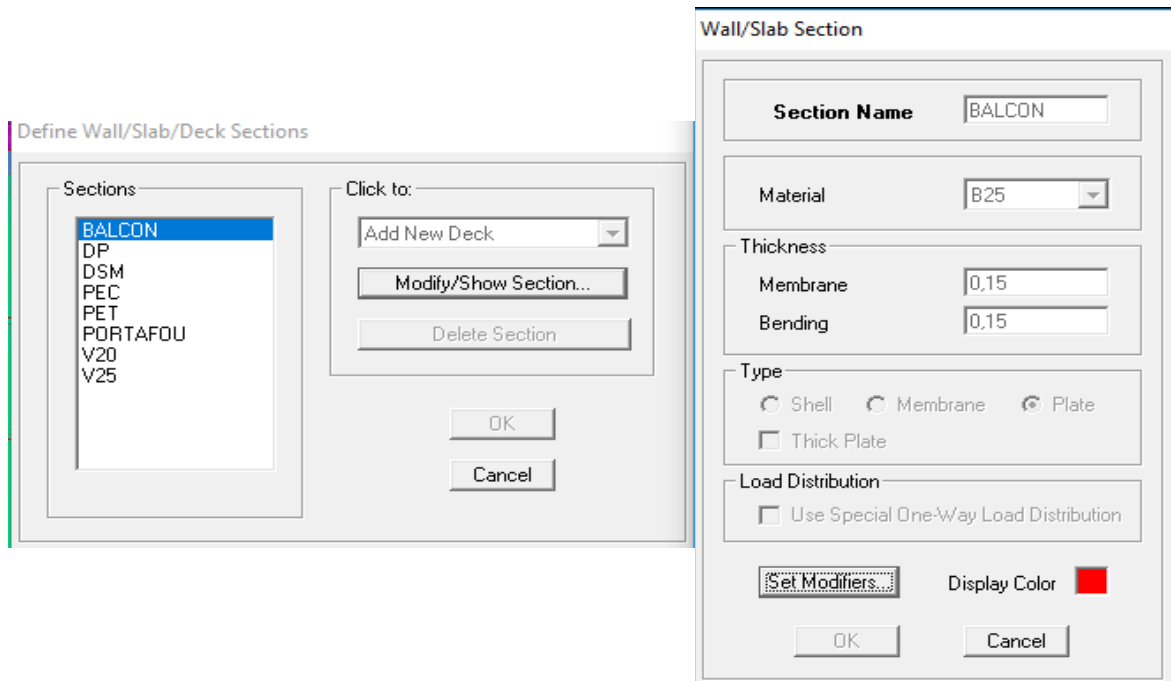 Define Wall/Slab/Deck Sections
Sections
BALCON
DP
DSM
PEC
PET
PORTAFOU
V20
V25
Click to:
Add New Deck
Modify/Show Section...
Delete Section
OK
Cancel
Wall/Slab Section
Section Name BALCON
Material B25
Thickness
Membrane 0,15
Bending 0,15
Type
Shell Membrane Plate
Thick Plate
Load Distribution
Use Special One-Way Load Distribution
Set Modifiers... Display Color
OK Cancel